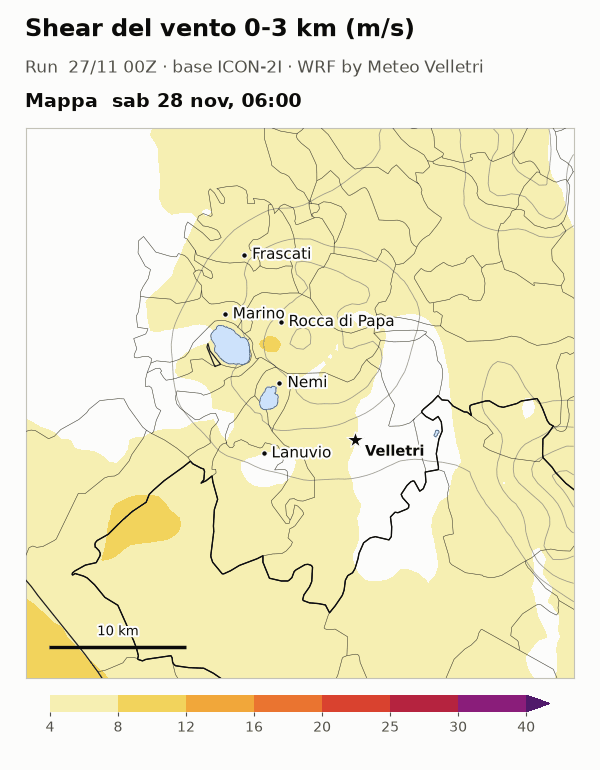 Shear del vento 0-3 km (m/s)
Run  27/11 00Z · base ICON-2I · WRF by Meteo Velletri
Mappa  sab 28 nov, 06:00
Frascati
Marino
Rocca di Papa
Nemi
Velletri
Lanuvio
10 km
4 8 12 16 20 25 30 40